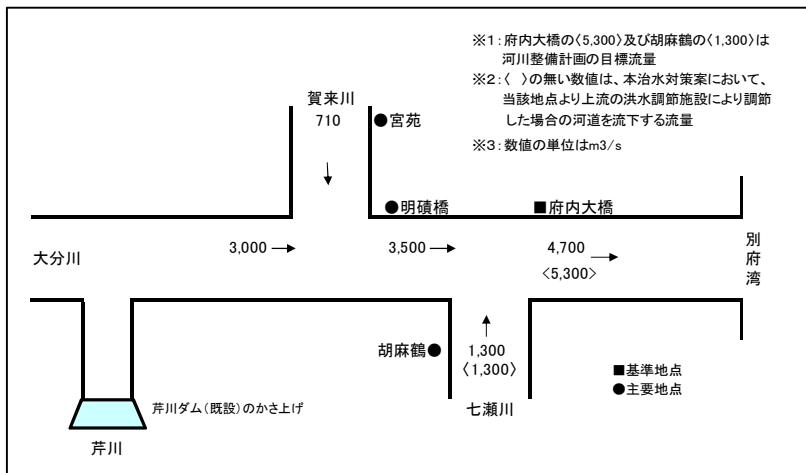 ※1:府内大橋の〈5,300〉及び胡麻鶴の〈1,300〉は
河川整備計画の目標流量
※2:〈 〉の無い数値は、本治水対策案において、
当該地点より上流の洪水調節施設により調節
した場合の河道を流下する流量
※3:数値の単位はm3/s
賀来川
710
●宮苑
●明磧橋
■府内大橋
大分川
3,000
3,500
4,700
〈5,300〉
別府湾
胡麻鶴●
1,300
〈1,300〉
七瀬川
■基準地点
●主要地点
芹川ダム(既設)のかさ上げ
芹川